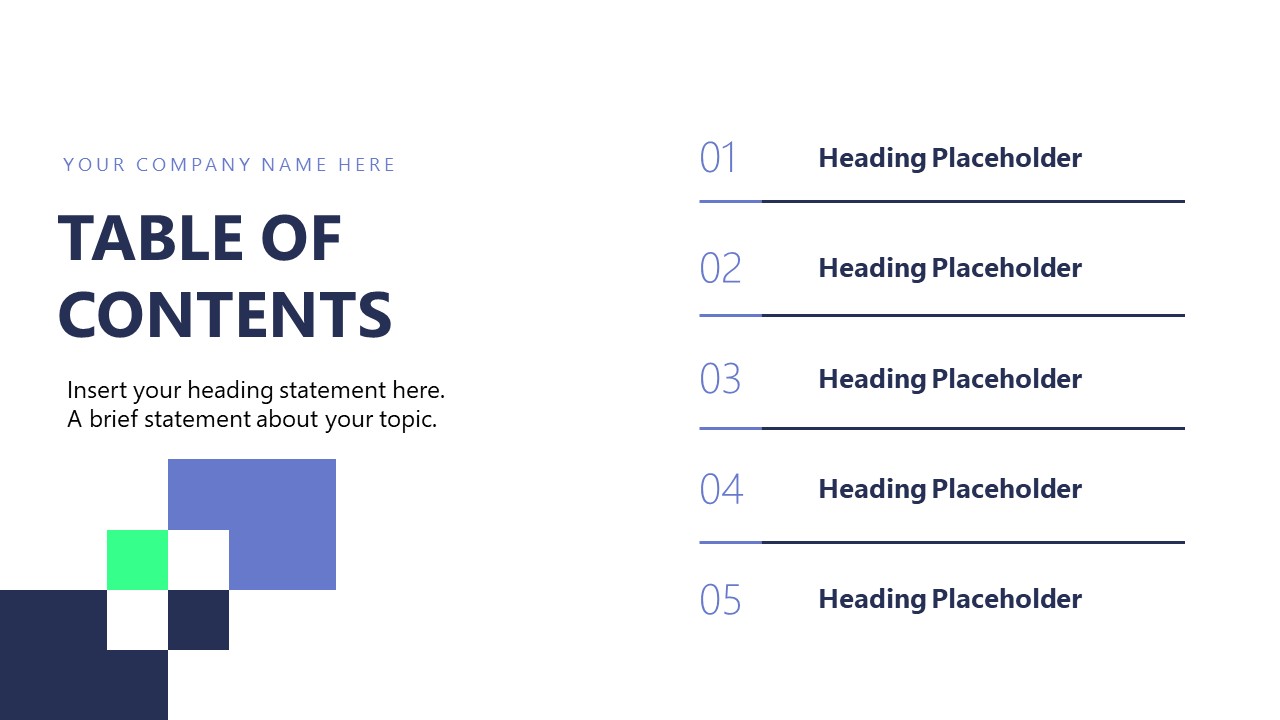 YOUR COMPANY NAME HERE
TABLE OF
CONTENTS
Insert your heading statement here.
A brief statement about your topic.
01 Heading Placeholder
02 Heading Placeholder
03 Heading Placeholder
04 Heading Placeholder
05 Heading Placeholder